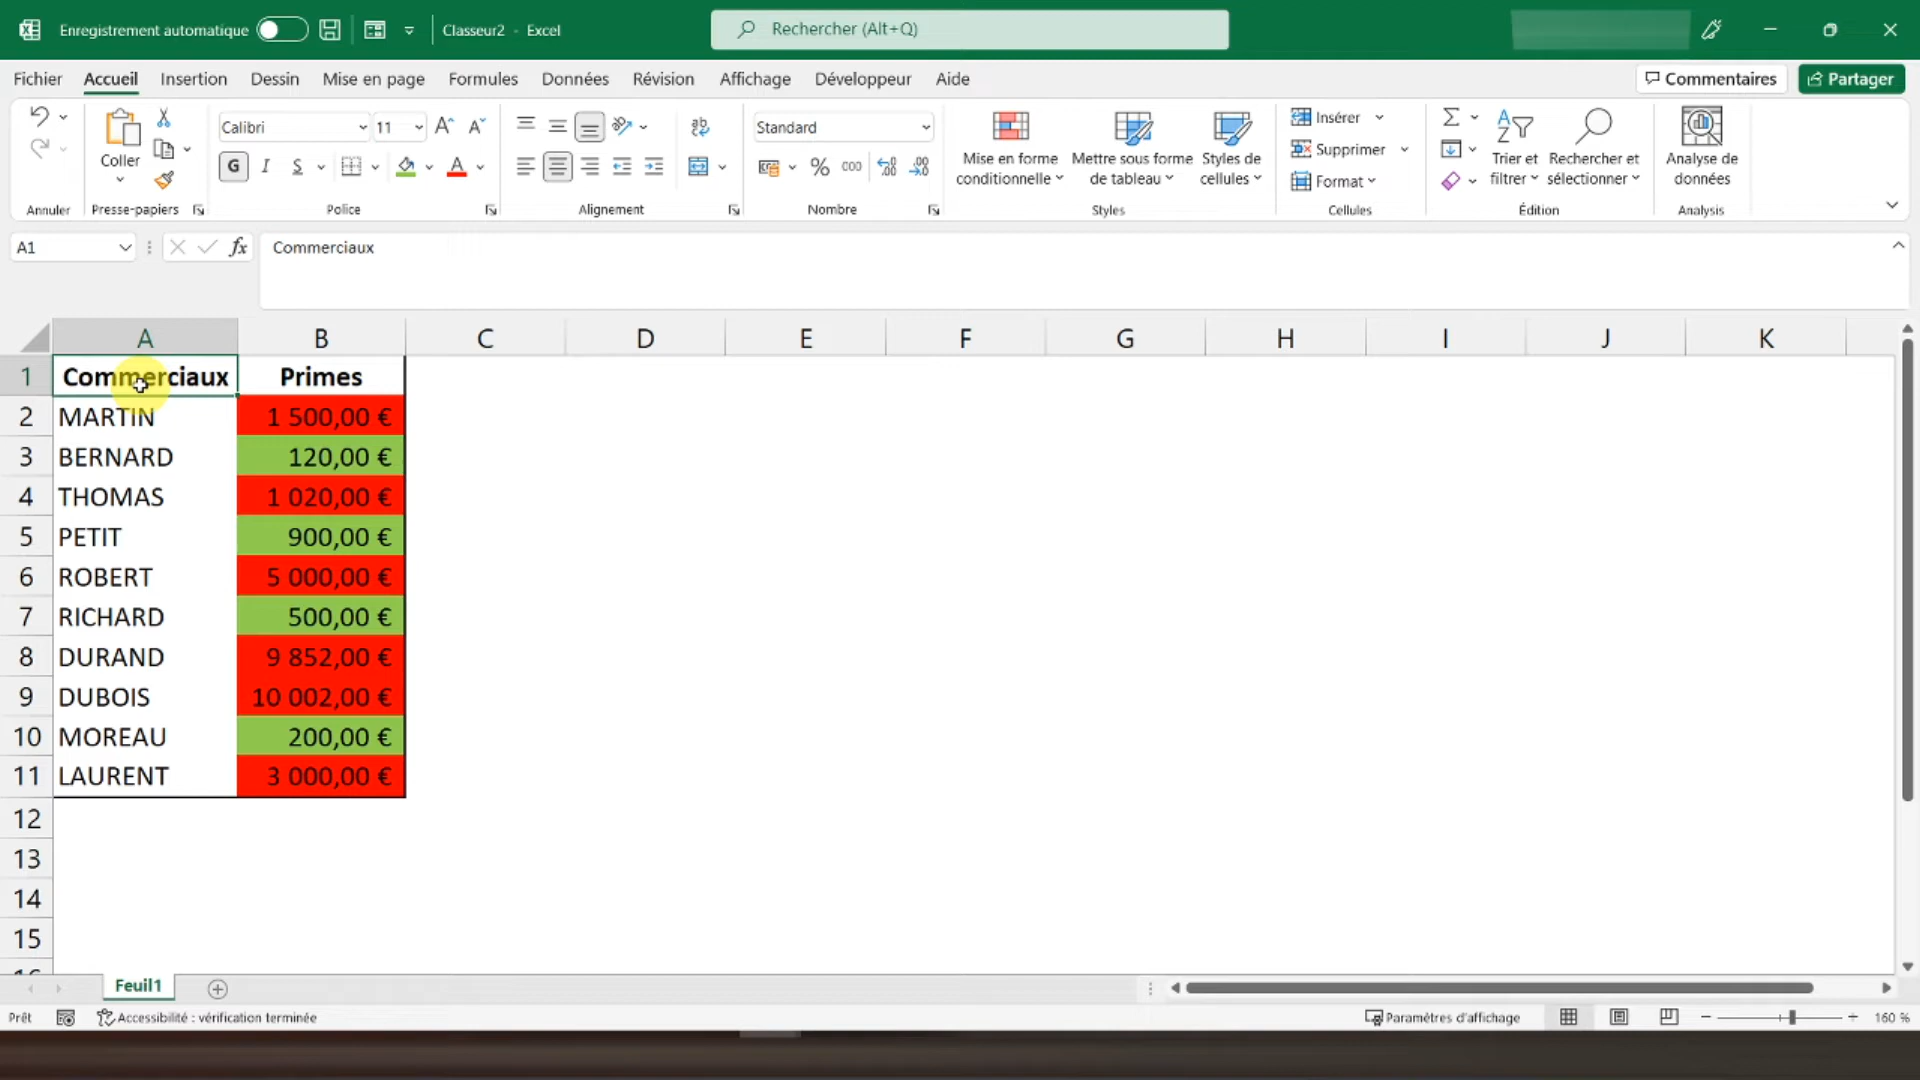 Enregistrement automatique
Classeur2 - Excel
Rechercher (Alt+Q)
Fichier Accueil Insertion Dessin Mise en page Formules Données Révision Affichage Développeur Aide
Commentaires Partager
Coller
Calibri 11
G I S
Standard
% 000
Mise en forme conditionnelle
Mettre sous forme de tableau
Styles de cellules
Insérer
Supprimer
Format
Trier et filtrer
Rechercher et sélectionner
Analyse de données
Annuler Presse-papiers Police Alignement Nombre Styles Cellules Édition Analysis
A1 fx Commerciaux
A B C D E F G H I J K
1 Commerciaux Primes
2 MARTIN 1 500,00 €
3 BERNARD 120,00 €
4 THOMAS 1 020,00 €
5 PETIT 900,00 €
6 ROBERT 5 000,00 €
7 RICHARD 500,00 €
8 DURAND 9 852,00 €
9 DUBOIS 10 002,00 €
10 MOREAU 200,00 €
11 LAURENT 3 000,00 €
12
13
14
15
Feuil1
Prêt Accessibilité : vérification terminée Paramètres d'affichage 160 %